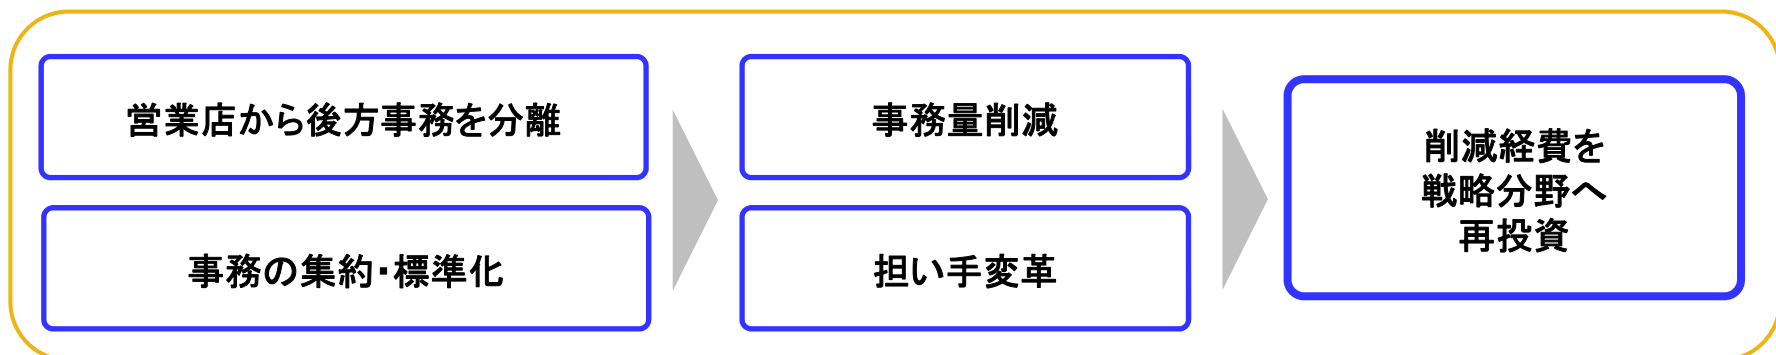 営業店から後方事務を分離
事務の集約・標準化
事務量削減
担い手変革
削減経費を
戦略分野へ
再投資